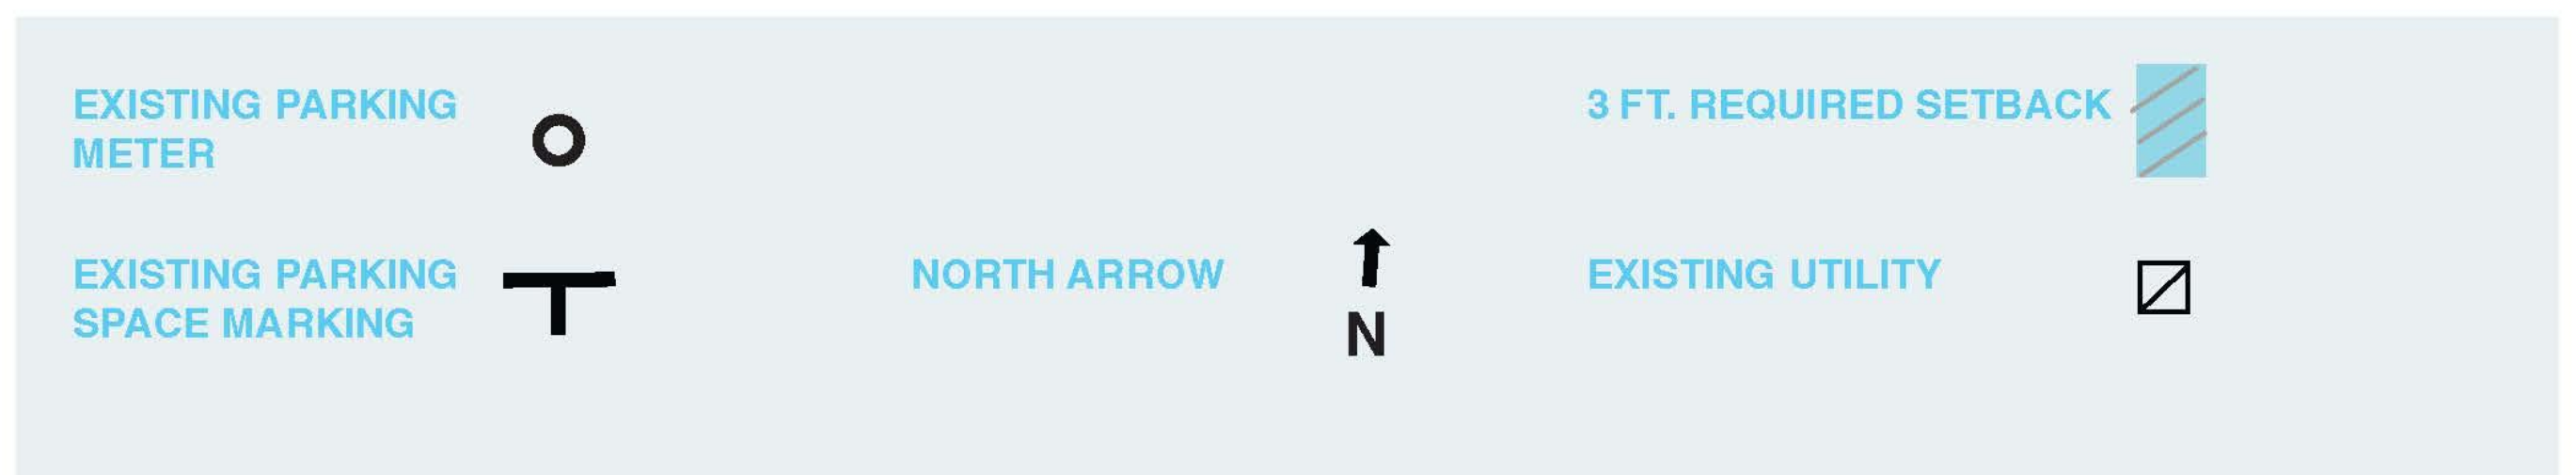 EXISTING PARKING
METER
3 FT. REQUIRED SETBACK
EXISTING PARKING
SPACE MARKING
NORTH ARROW
N
EXISTING UTILITY